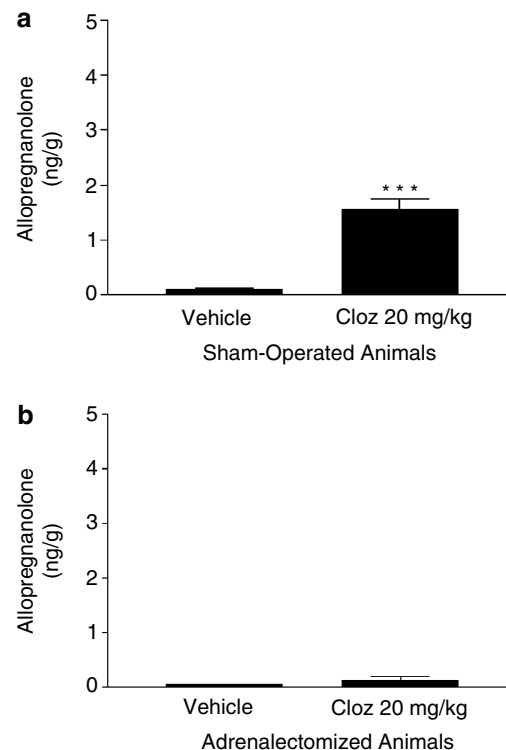 a
5
4
3
2
1
0
Allopregnanolone
(ng/g)
* * *
Vehicle
Cloz 20 mg/kg
Sham-Operated Animals
b
5
4
3
2
1
0
Allopregnanolone
(ng/g)
Vehicle
Cloz 20 mg/kg
Adrenalectomized Animals